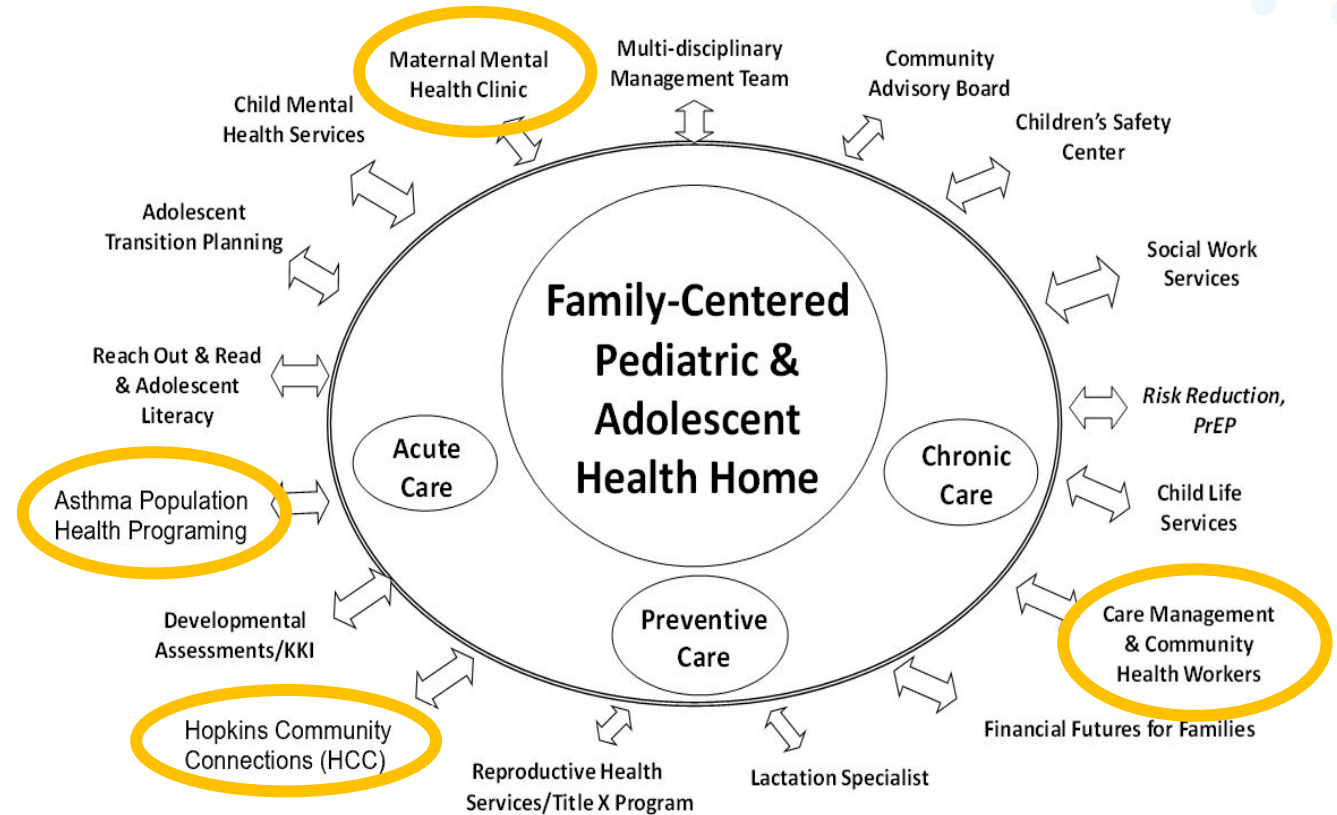 Maternal Mental
Health Clinic
Multi-disciplinary
Management Team
Community
Advisory Board
Children’s Safety
Center
Social Work
Services
Risk Reduction,
PrEP
Child Life
Services
Care Management
& Community
Health Workers
Financial Futures for Families
Lactation Specialist
Reproductive Health
Services/Title X Program
Hopkins Community
Connections (HCC)
Developmental
Assessments/KKI
Asthma Population
Health Programing
Reach Out & Read
& Adolescent
Literacy
Adolescent
Transition Planning
Child Mental
Health Services
Family-Centered
Pediatric &
Adolescent
Health Home
Acute
Care
Preventive
Care
Chronic
Care